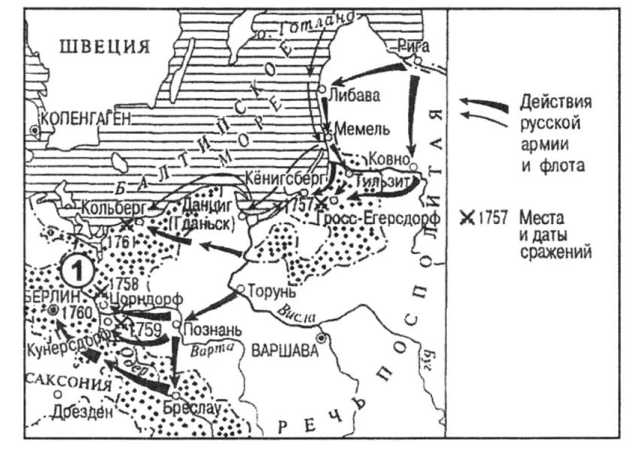 о. Готланд
ШВЕЦИЯ
Рига
Либава
КОПЕНГАГЕН
БАЛТИЙСКОЕ
МОРЕ
Мемель
Ковно
Тильзит
Кёнигсберг
1757
Гросс-Егерсдорф
Кольберг
1761
Данциг
(Гданьск)
1
1758
Цорндорф
БЕРЛИН
1760
Торунь
Висла
1759
Познань
Кунерсдорф
Варта
ВАРШАВА
Одер
Буг
САКСОНИЯ
Дрезден
Бреслау
РЕЧЬ ПОСПОЛИТАЯ
Действия
русской
армии
и флота
1757 Места
и даты
сражений